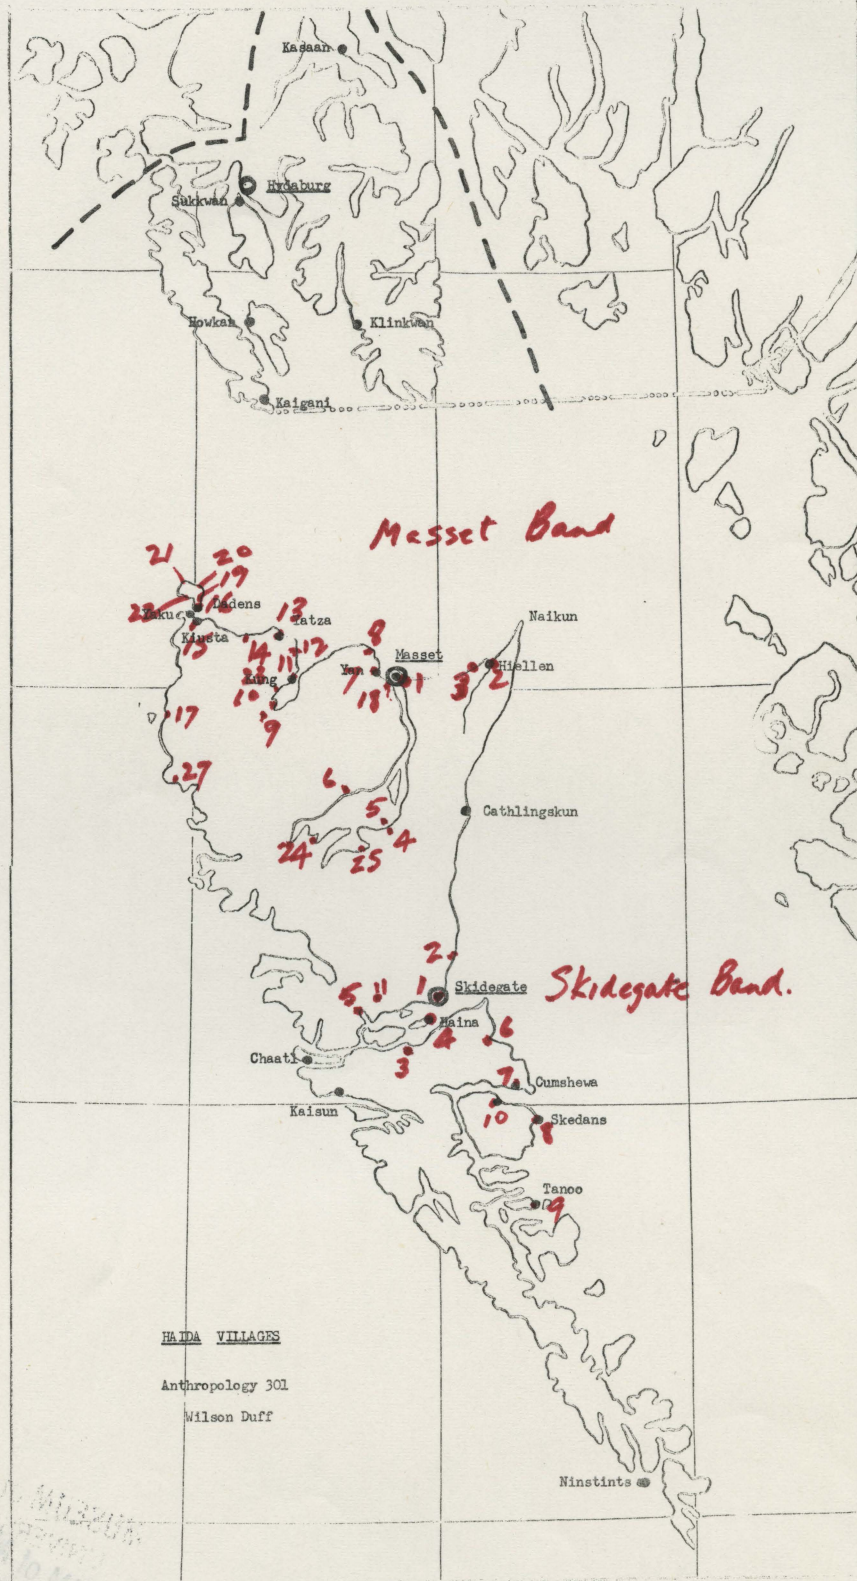 Kasaan
Hydaburg
Sukkwan
Howkan
Klinkwan
Kaigani
Masset Band
21
20
19
22
16
Dadens
Yaku
13
Tatza
Kiusta
15
14
12
11
8
Masset
Naikun
Yan
7
1
18
3
2
Hiellen
Kung
10
9
17
27
6
5
4
24
25
Cathlingskun
2
1
Skidegate
Skidegate Band.
5
11
Haina
4
6
3
Chaatl
7
Cumshewa
Kaisun
10
8
Skedans
Tanoo
9
HAIDA VILLAGES
Anthropology 301
Wilson Duff
Ninstints
MUSEUM